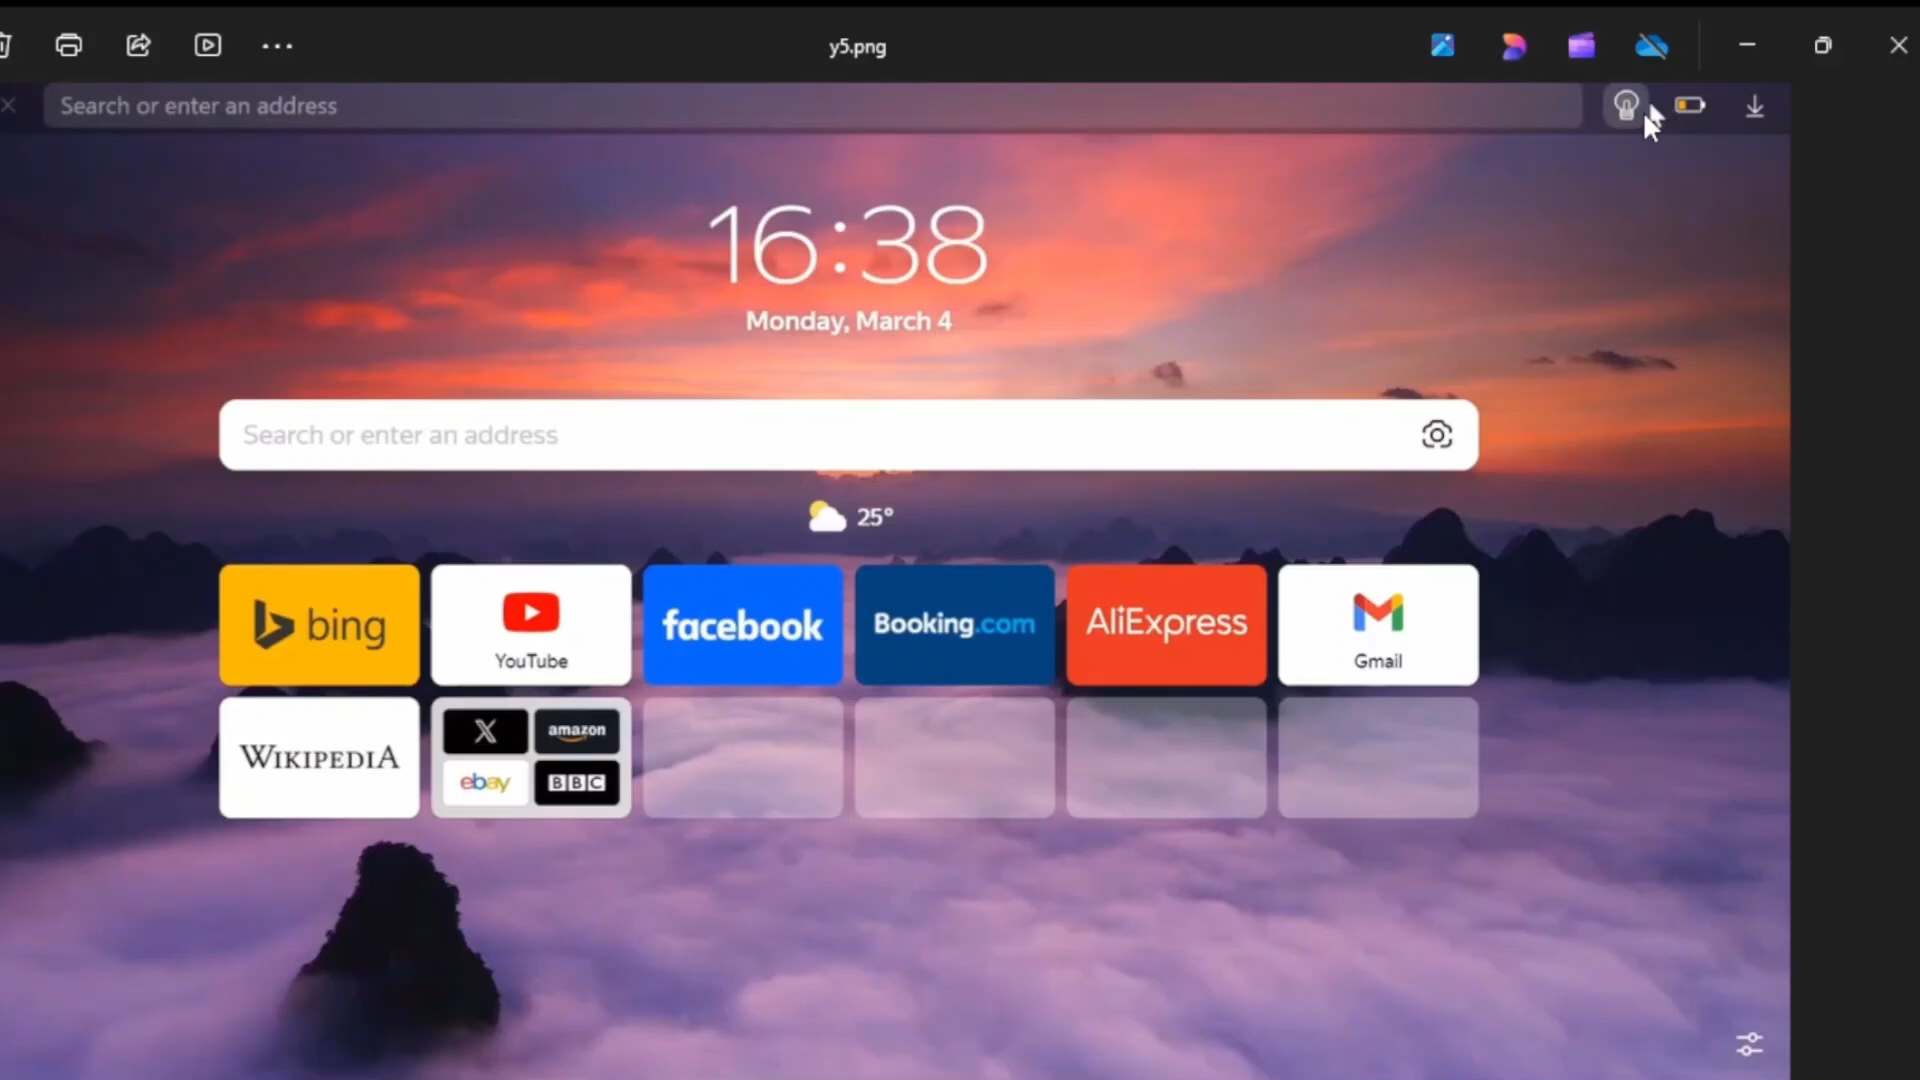 y5.png
Search or enter an address
16:38
Monday, March 4
Search or enter an address
25°
bing
YouTube
facebook
Booking.com
AliExpress
Gmail
WIKIPEDIA
X
amazon
ebay
BBC